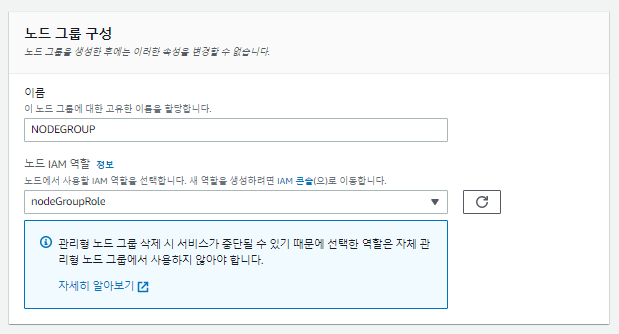 노드 그룹 구성
노드 그룹을 생성한 후에는 이러한 속성을 변경할 수 없습니다.
이름
이 노드 그룹에 대한 고유한 이름을 할당합니다.
NODEGROUP
노드 IAM 역할 정보
노드에서 사용할 IAM 역할을 선택합니다. 새 역할을 생성하려면 IAM 콘솔(으)로 이동합니다.
nodeGroupRole
관리형 노드 그룹 삭제 시 서비스가 중단될 수 있기 때문에 선택한 역할은 자체 관
리형 노드 그룹에서 사용하지 않아야 합니다.
자세히 알아보기